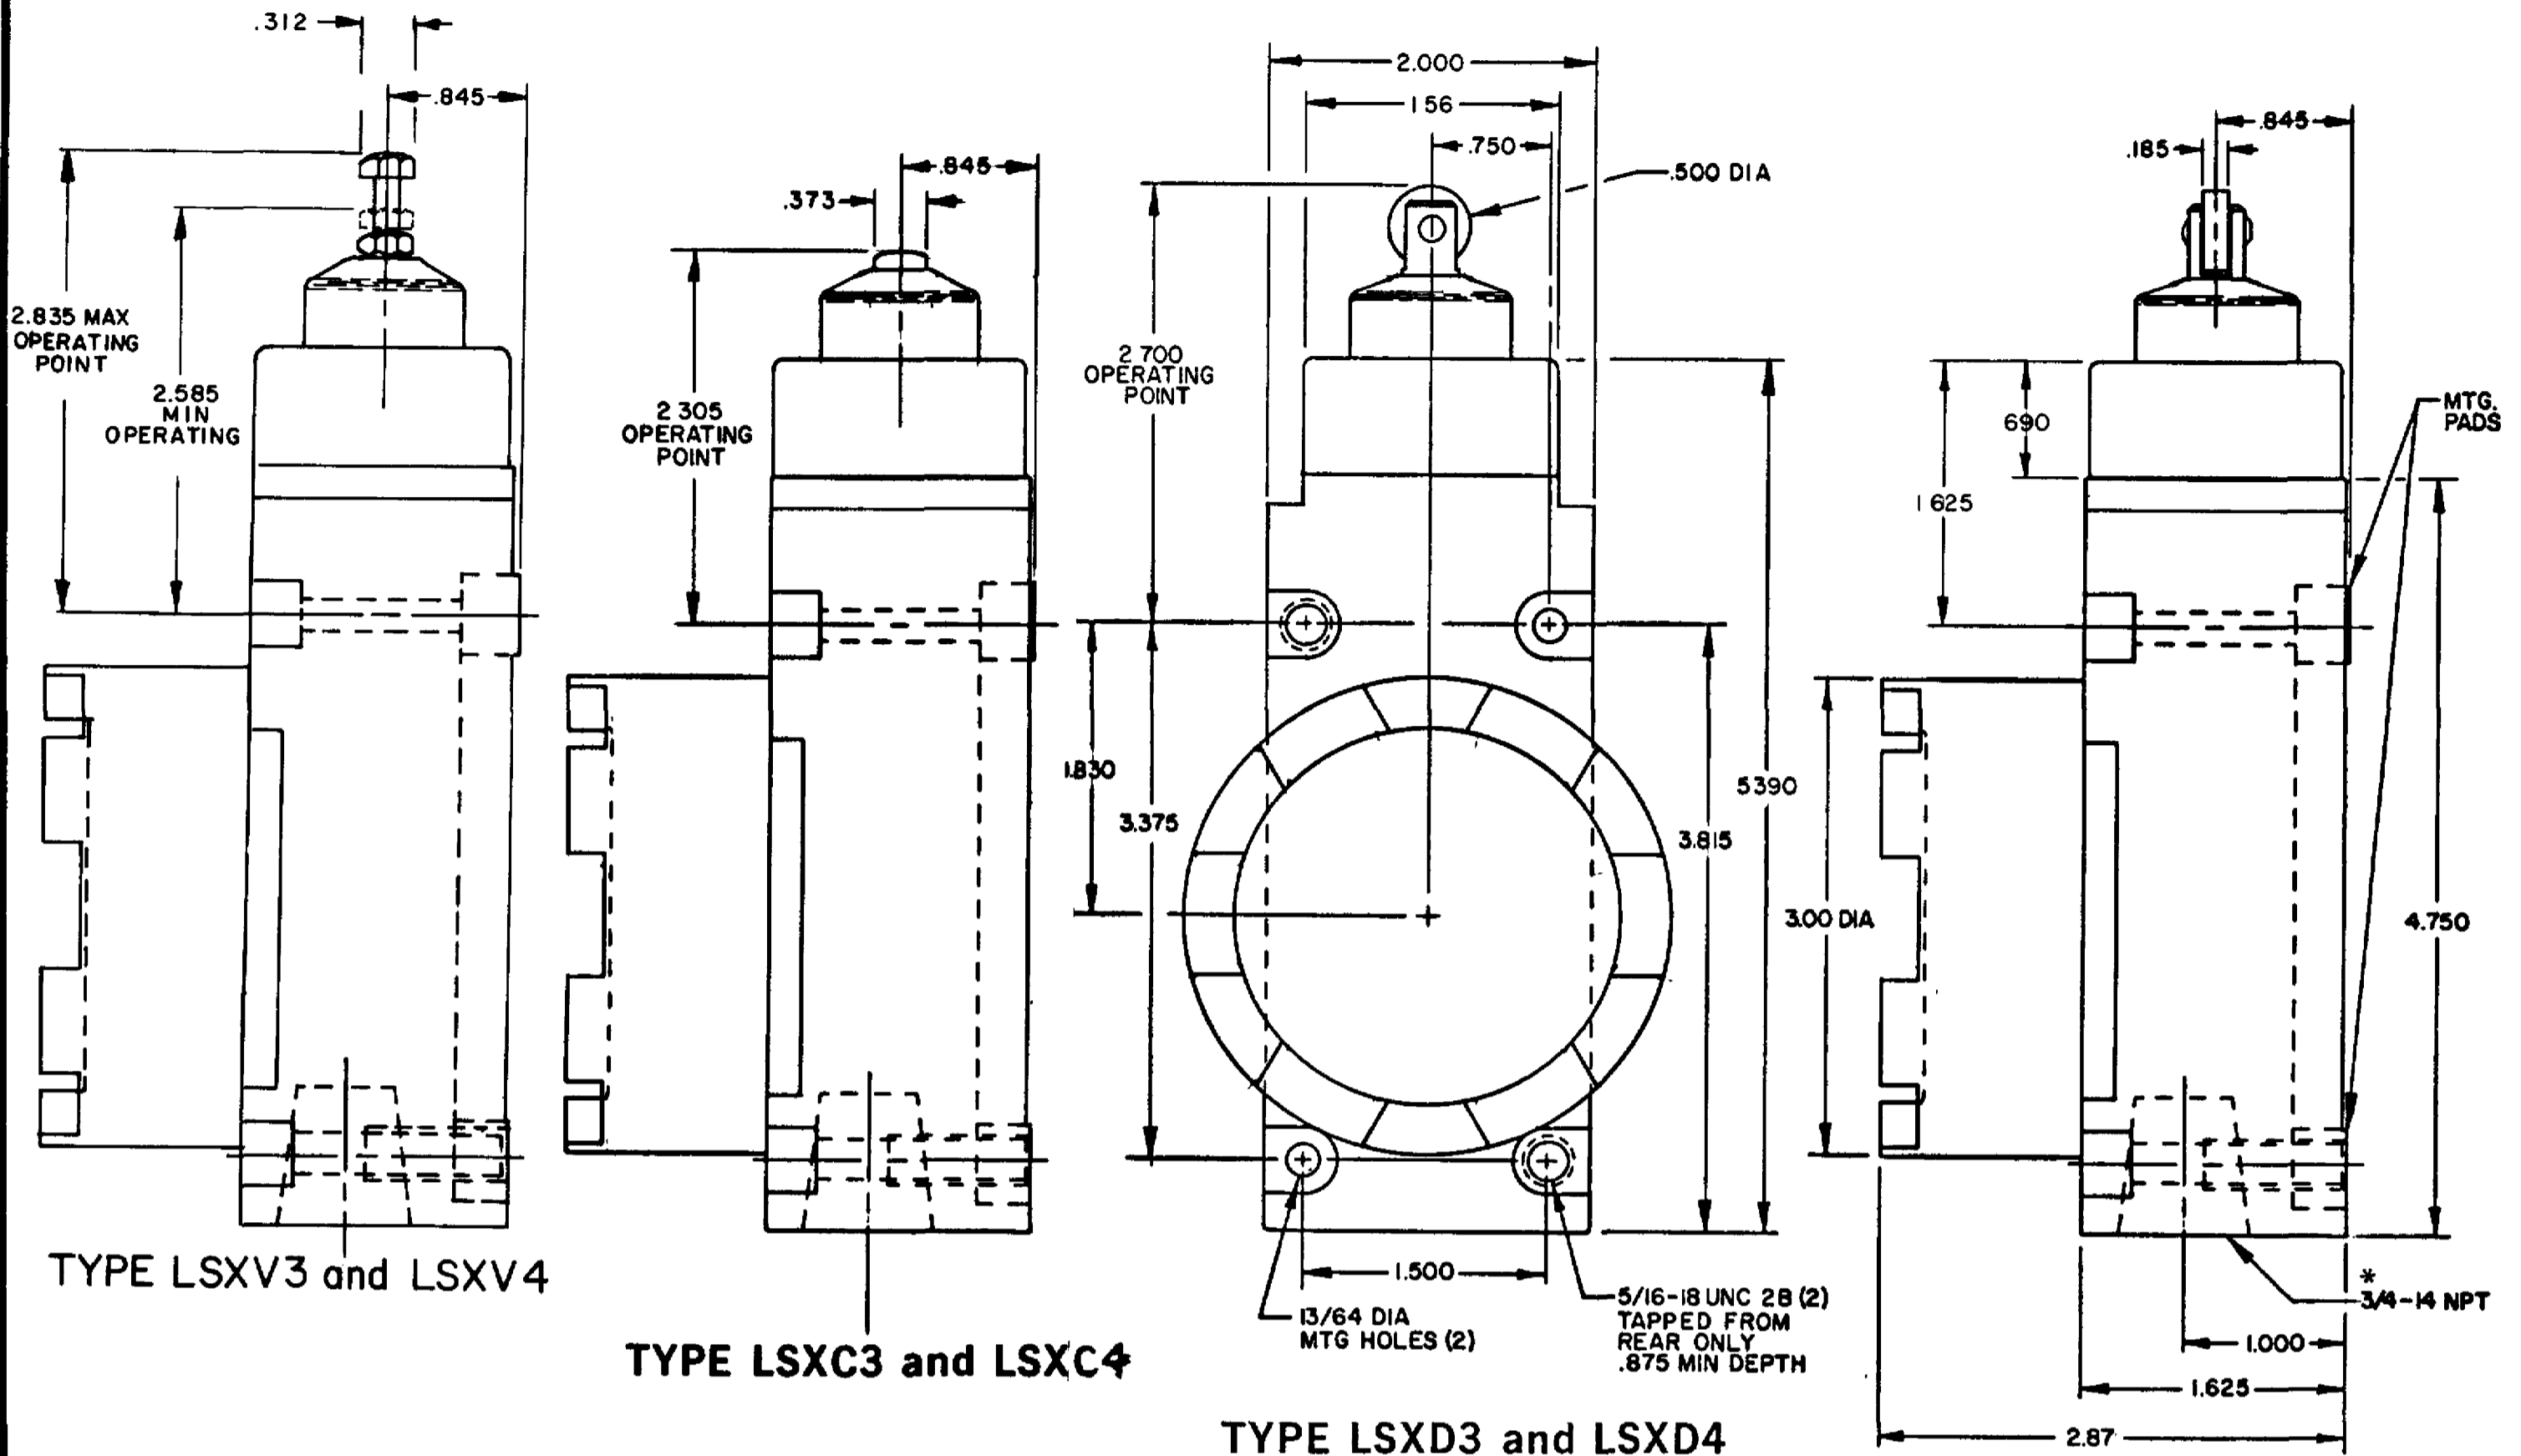 .312
.845
2.835 MAX
OPERATING
POINT
2.585
MIN
OPERATING
TYPE LSXV3 and LSXV4
.845
.373
2 305
OPERATING
POINT
TYPE LSXC3 and LSXC4
2.000
1 56
.750
.500 DIA
2 700
OPERATING
POINT
1.830
3.375
3.815
5390
1.500
13/64 DIA
MTG HOLES (2)
5/16-18 UNC 2B (2)
TAPPED FROM
REAR ONLY
.875 MIN DEPTH
TYPE LSXD3 and LSXD4
.845
.185
690
1 625
MTG.
PADS
3.00 DIA
4.750
*
3/4-14 NPT
1.000
1.625
2.87